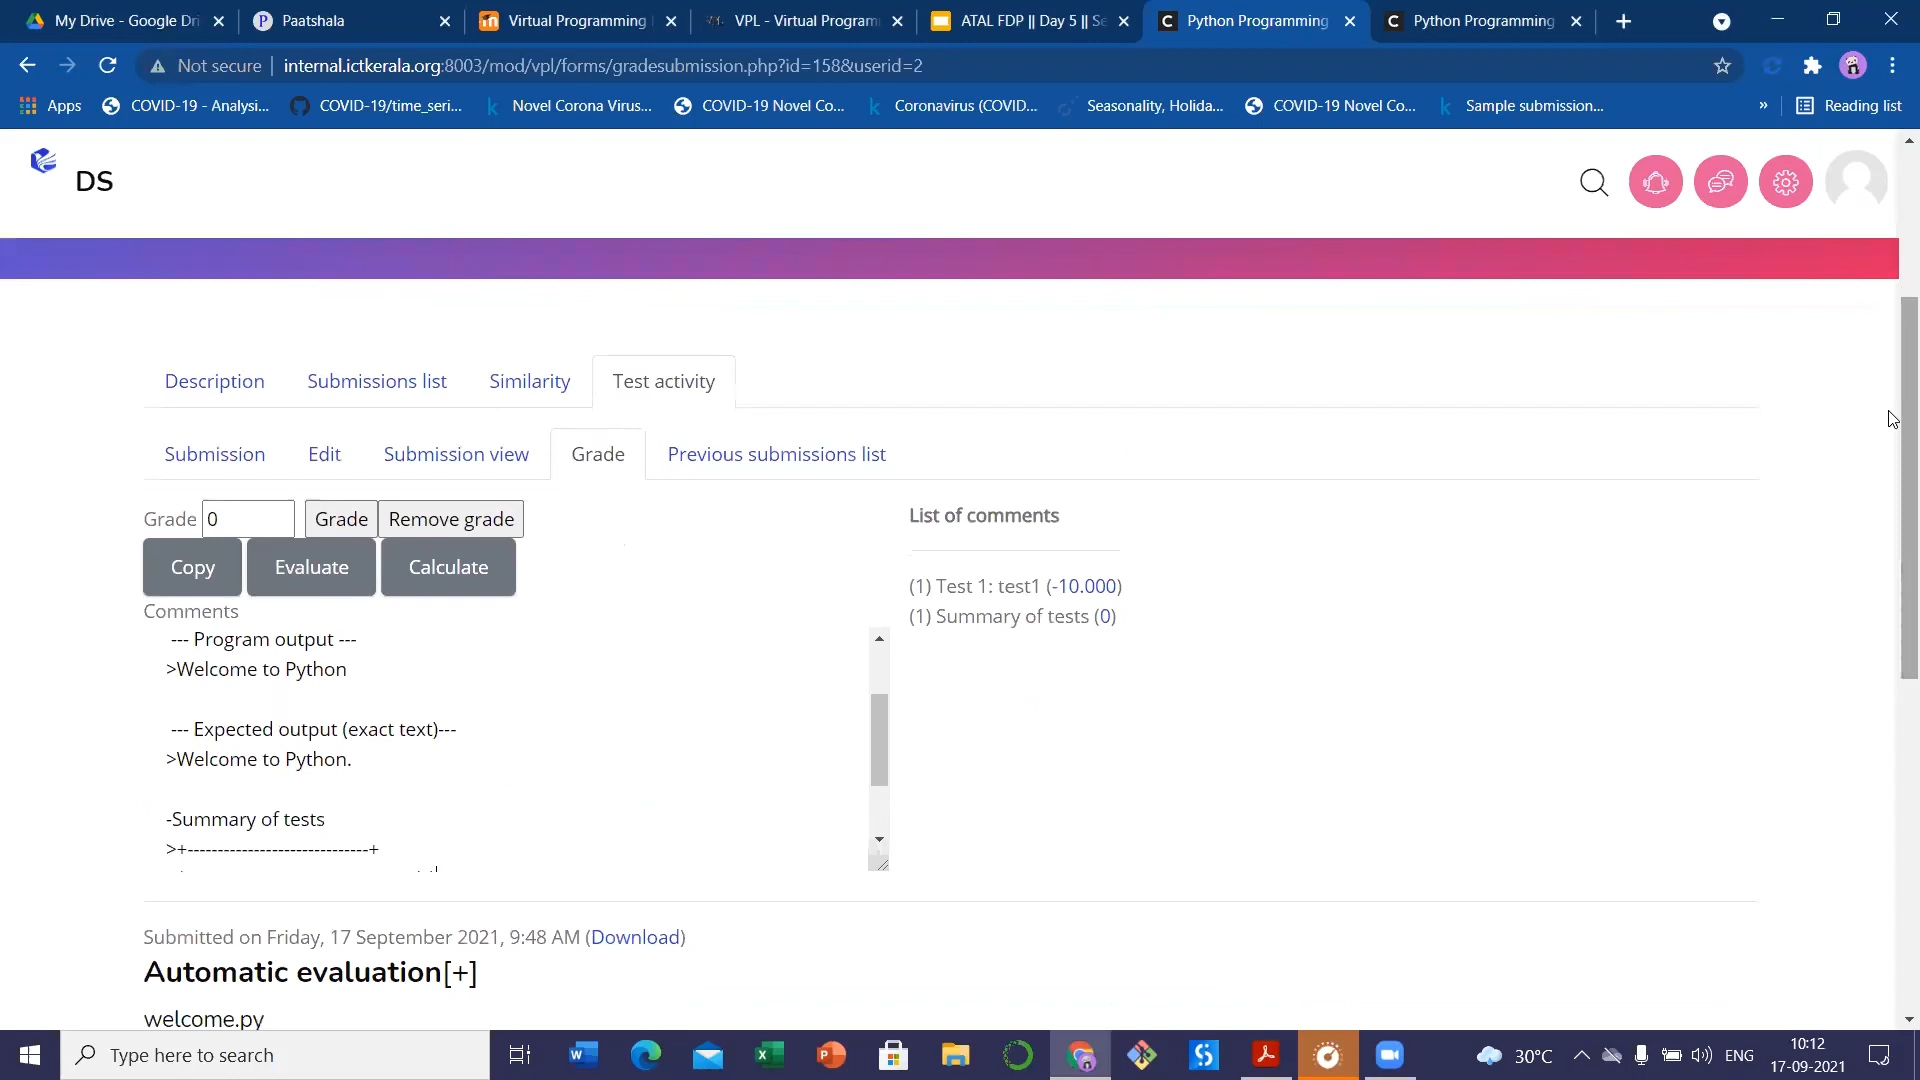 My Drive - Google Dri
Paatshala
Virtual Programming
VPL - Virtual Program
ATAL FDP || Day 5 || Se
Python Programming
Python Programming
Not secure
internal.ictkerala.org:8003/mod/vpl/forms/gradesubmission.php?id=158&userid=2
Apps
COVID-19 - Analysi...
COVID-19/time_seri...
Novel Corona Virus...
COVID-19 Novel Co...
Coronavirus (COVID...
Seasonality, Holida...
COVID-19 Novel Co...
Sample submission...
»
Reading list
DS
Description
Submissions list
Similarity
Test activity
Submission
Edit
Submission view
Grade
Previous submissions list
Grade 0 Grade Remove grade
Copy Evaluate Calculate
Comments
--- Program output ---
>Welcome to Python
--- Expected output (exact text)---
>Welcome to Python.
-Summary of tests
>+------------------------------+
List of comments
(1) Test 1: test1 (-10.000)
(1) Summary of tests (0)
Submitted on Friday, 17 September 2021, 9:48 AM (Download)
Automatic evaluation[+]
welcome.py
Type here to search
30°C
ENG
10:12
17-09-2021